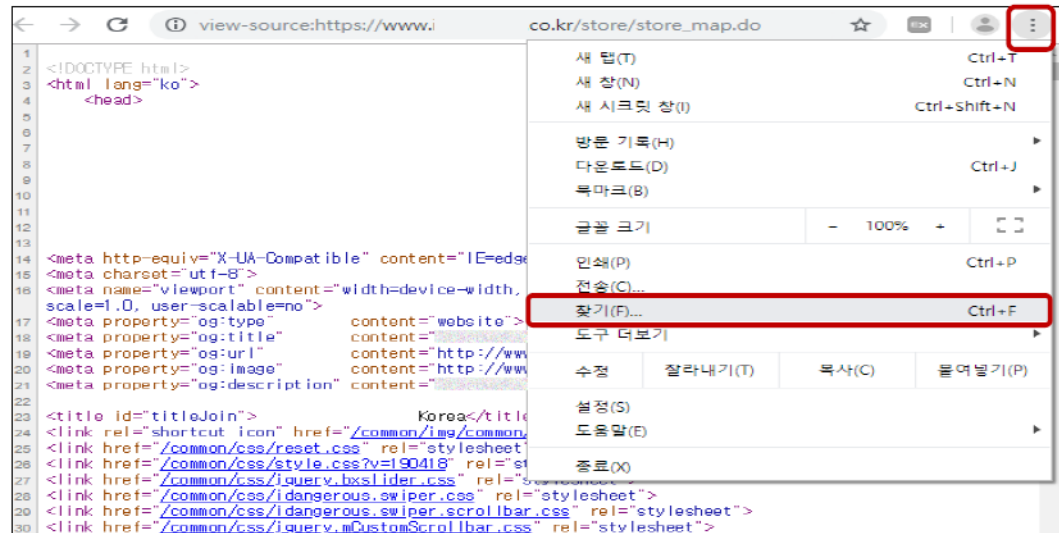 view-source:https://www.i co.kr/store/store_map.do
EX
새 탭(T) Ctrl+T
새 창(N) Ctrl+N
새 시크릿 창(I) Ctrl+Shift+N
방문 기록(H)
다운로드(D) Ctrl+J
북마크(B)
글꼴 크기 - 100% +
인쇄(P) Ctrl+P
전송(C)...
찾기(F)... Ctrl+F
도구 더보기
수정 잘라내기(T) 복사(C) 붙여넣기(P)
설정(S)
도움말(E)
종료(X)
1
2 <!DOCTYPE html>
3 <html lang="ko">
4 <head>
5
6
7
8
9
10
11
12
13
14 <meta http-equiv="X-UA-Compatible" content="IE=edge
15 <meta charset="utf-8">
16 <meta name="viewport" content="width=device-width,
scale=1.0, user-scalable=no">
17 <meta property="og:type" content="website">
18 <meta property="og:title" content="
19 <meta property="og:url" content="http://www
20 <meta property="og:image" content="http://www
21 <meta property="og:description" content="
22
23 <title id="titleJoin"> Korea</title
24 <link rel="shortcut icon" href="/common/img/common/
25 <link href="/common/css/reset.css" rel="stylesheet"
26 <link href="/common/css/style.css?v=190418" rel="st
27 <link href="/common/css/jquery.bxslider.css" rel="stylesheet">
28 <link href="/common/css/idangerous.swiper.css" rel="stylesheet">
29 <link href="/common/css/idangerous.swiper.scrollbar.css" rel="stylesheet">
30 <link href="/common/css/jquery.mCustomScrollbar.css" rel="stylesheet">